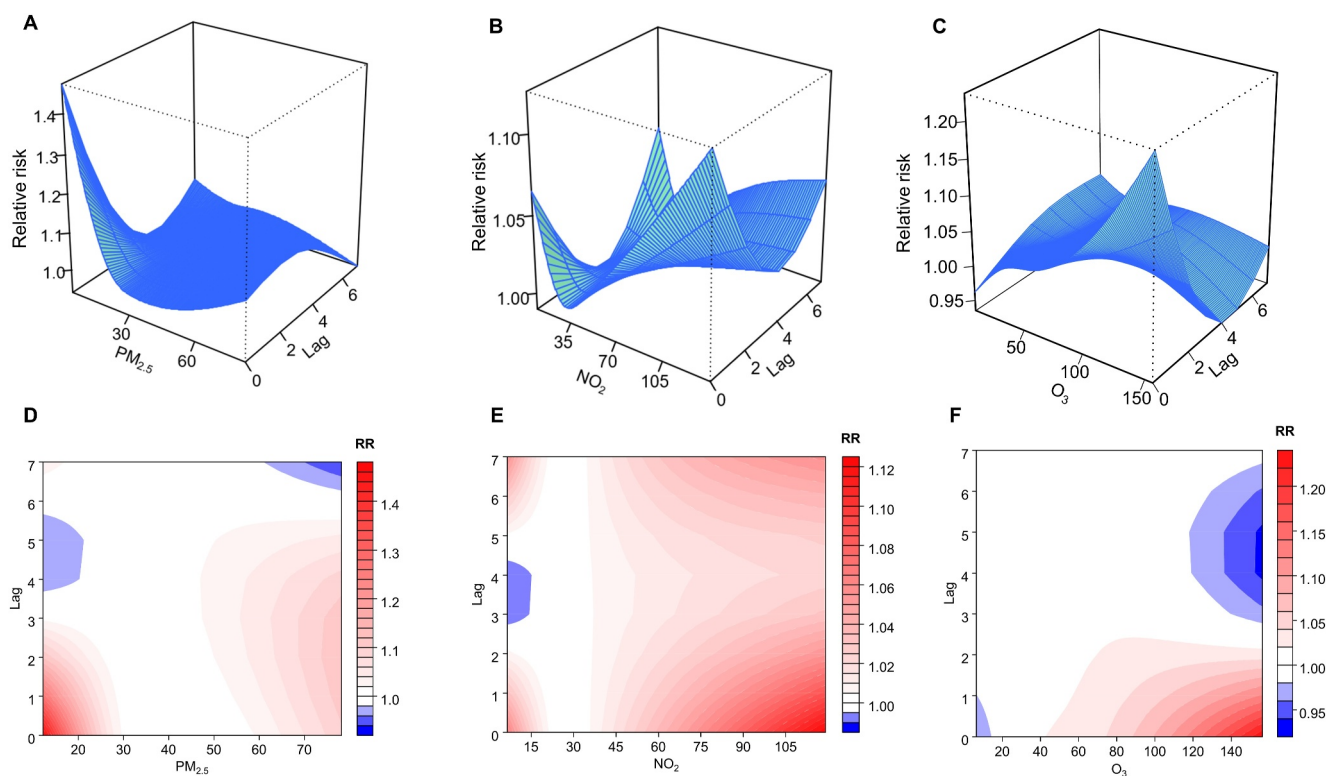 A
Relative risk
1.4
1.3
1.2
1.1
1.0
30
60
PM2.5
0
2
4
6
Lag
B
Relative risk
1.10
1.05
1.00
35
70
105
NO2
0
2
4
6
Lag
C
Relative risk
1.20
1.15
1.10
1.05
1.00
0.95
50
100
150
O3
0
2
4
6
Lag
D
Lag
7
6
5
4
3
2
1
0
20 30 40 50 60 70
PM2.5
RR
1.4
1.3
1.2
1.1
1.0
E
Lag
7
6
5
4
3
2
1
0
15 30 45 60 75 90 105
NO2
RR
1.12
1.10
1.08
1.06
1.04
1.02
1.00
F
Lag
7
6
5
4
3
2
1
0
20 40 60 80 100 120 140
O3
RR
1.20
1.15
1.10
1.05
1.00
0.95